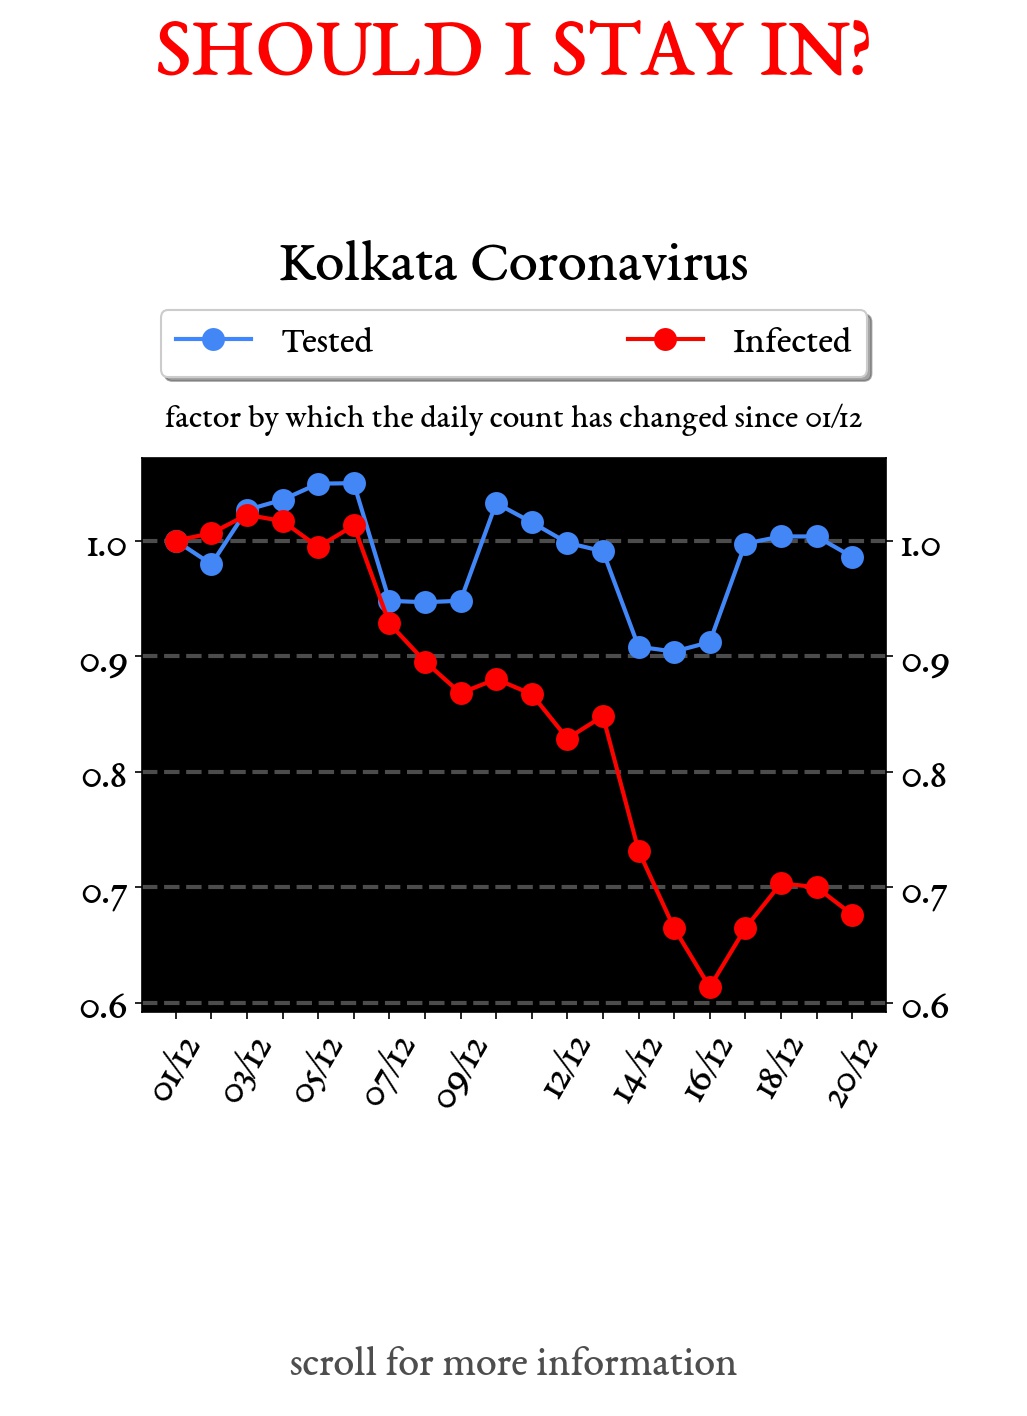 SHOULD I STAY IN?
Kolkata Coronavirus
Tested Infected
factor by which the daily count has changed since 01/12
1.0 1.0
0.9 0.9
0.8 0.8
0.7 0.7
0.6 0.6
01/12 03/12 05/12 07/12 09/12 12/12 14/12 16/12 18/12 20/12
scroll for more information